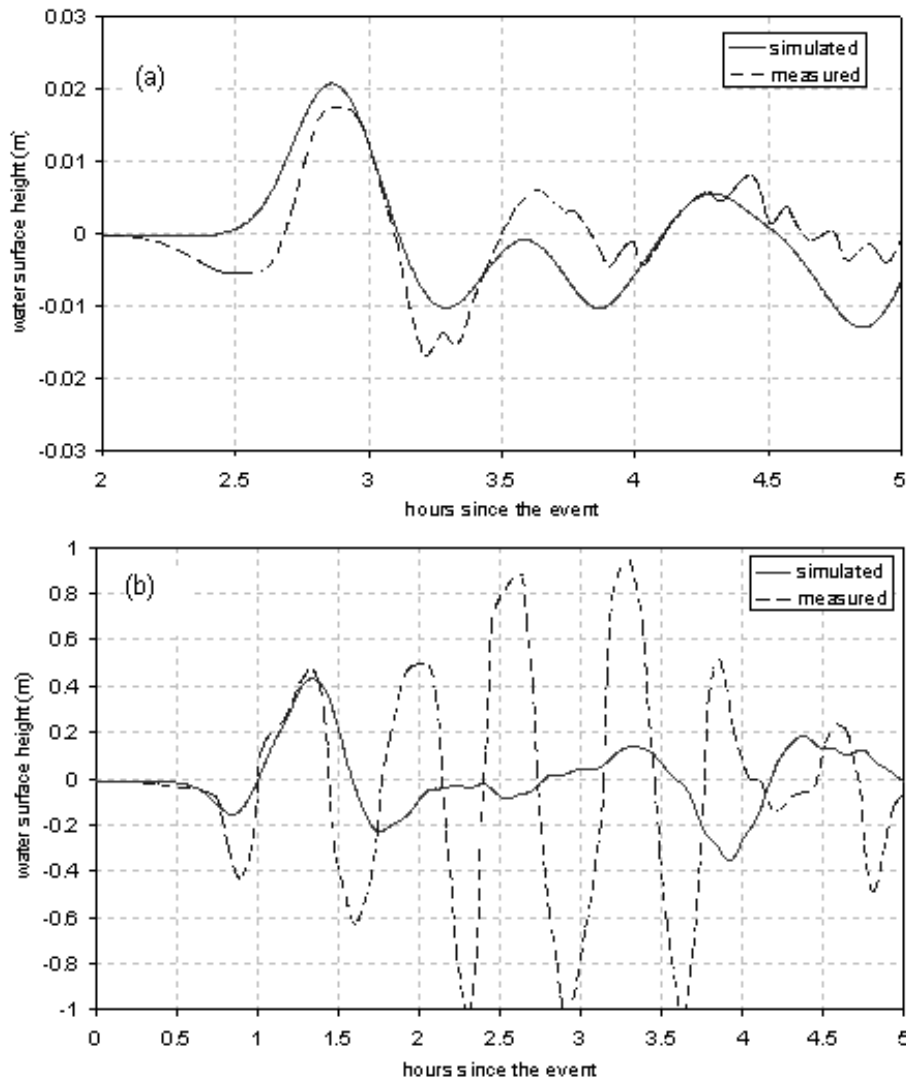 0.03
0.02
0.01
0
-0.01
-0.02
-0.03
water surface height (m)
(a)
simulated
measured
2 2.5 3 3.5 4 4.5 5
hours since the event
1
0.8
0.6
0.4
0.2
0
-0.2
-0.4
-0.6
-0.8
-1
water surface height (m)
(b)
simulated
measured
0 0.5 1 1.5 2 2.5 3 3.5 4 4.5 5
hours since the event